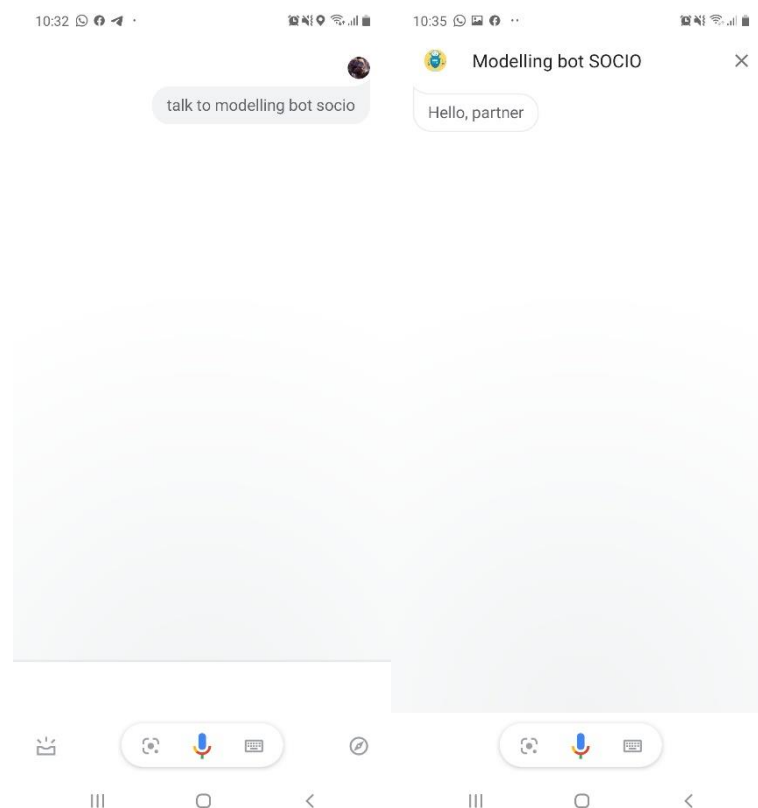 10:32
talk to modelling bot socio
10:35
Modelling bot SOCIO
Hello, partner